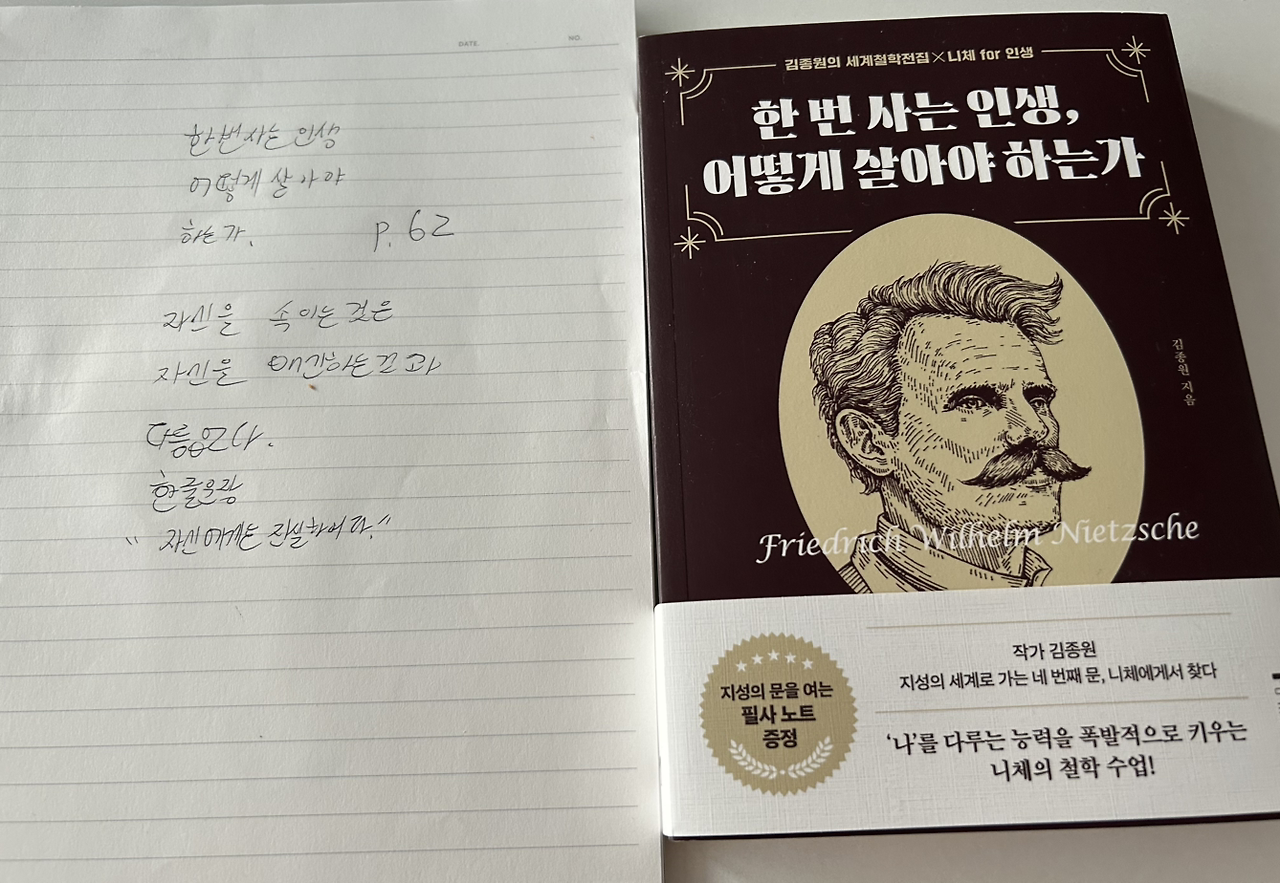 DATE.
NO.
한번 사는 인생
어떻게 살아야
하는가. p. 62
자신을 속이는 것은
자신을 매간하는 것과
다름없다.
한글운광
"자신에게는 진실하여라."
김종원의 세계철학전집×니체 for 인생
한 번 사는 인생,
어떻게 살아야 하는가
김종원 지음
Friedrich Wilhelm Nietzsche
지성의 문을 여는
필사 노트
증정
작가 김종원
지성의 세계로 가는 네 번째 문, 니체에게서 찾다
'나'를 다루는 능력을 폭발적으로 키우는
니체의 철학 수업!